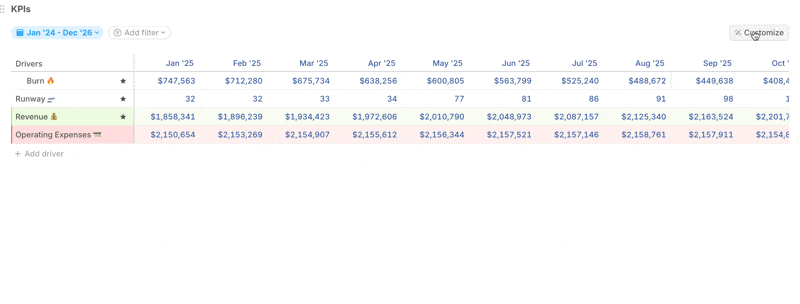 KPIs
Jan '24 - Dec '26 Add filter Customize
Drivers Jan '25 Feb '25 Mar '25 Apr '25 May '25 Jun '25 Jul '25 Aug '25 Sep '25 Oct '
Burn 🔥 ★ $747,563 $712,280 $675,734 $638,256 $600,805 $563,799 $525,240 $488,672 $449,638 $408,4
Runway 🛫 ★ 32 32 33 34 77 81 86 91 98 1
Revenue 💰 ★ $1,858,341 $1,896,239 $1,934,423 $1,972,606 $2,010,790 $2,048,973 $2,087,157 $2,125,340 $2,163,524 $2,201,7
Operating Expenses 💳 $2,150,654 $2,153,269 $2,154,907 $2,155,612 $2,156,344 $2,157,521 $2,157,146 $2,158,761 $2,157,911 $2,154,8
+ Add driver